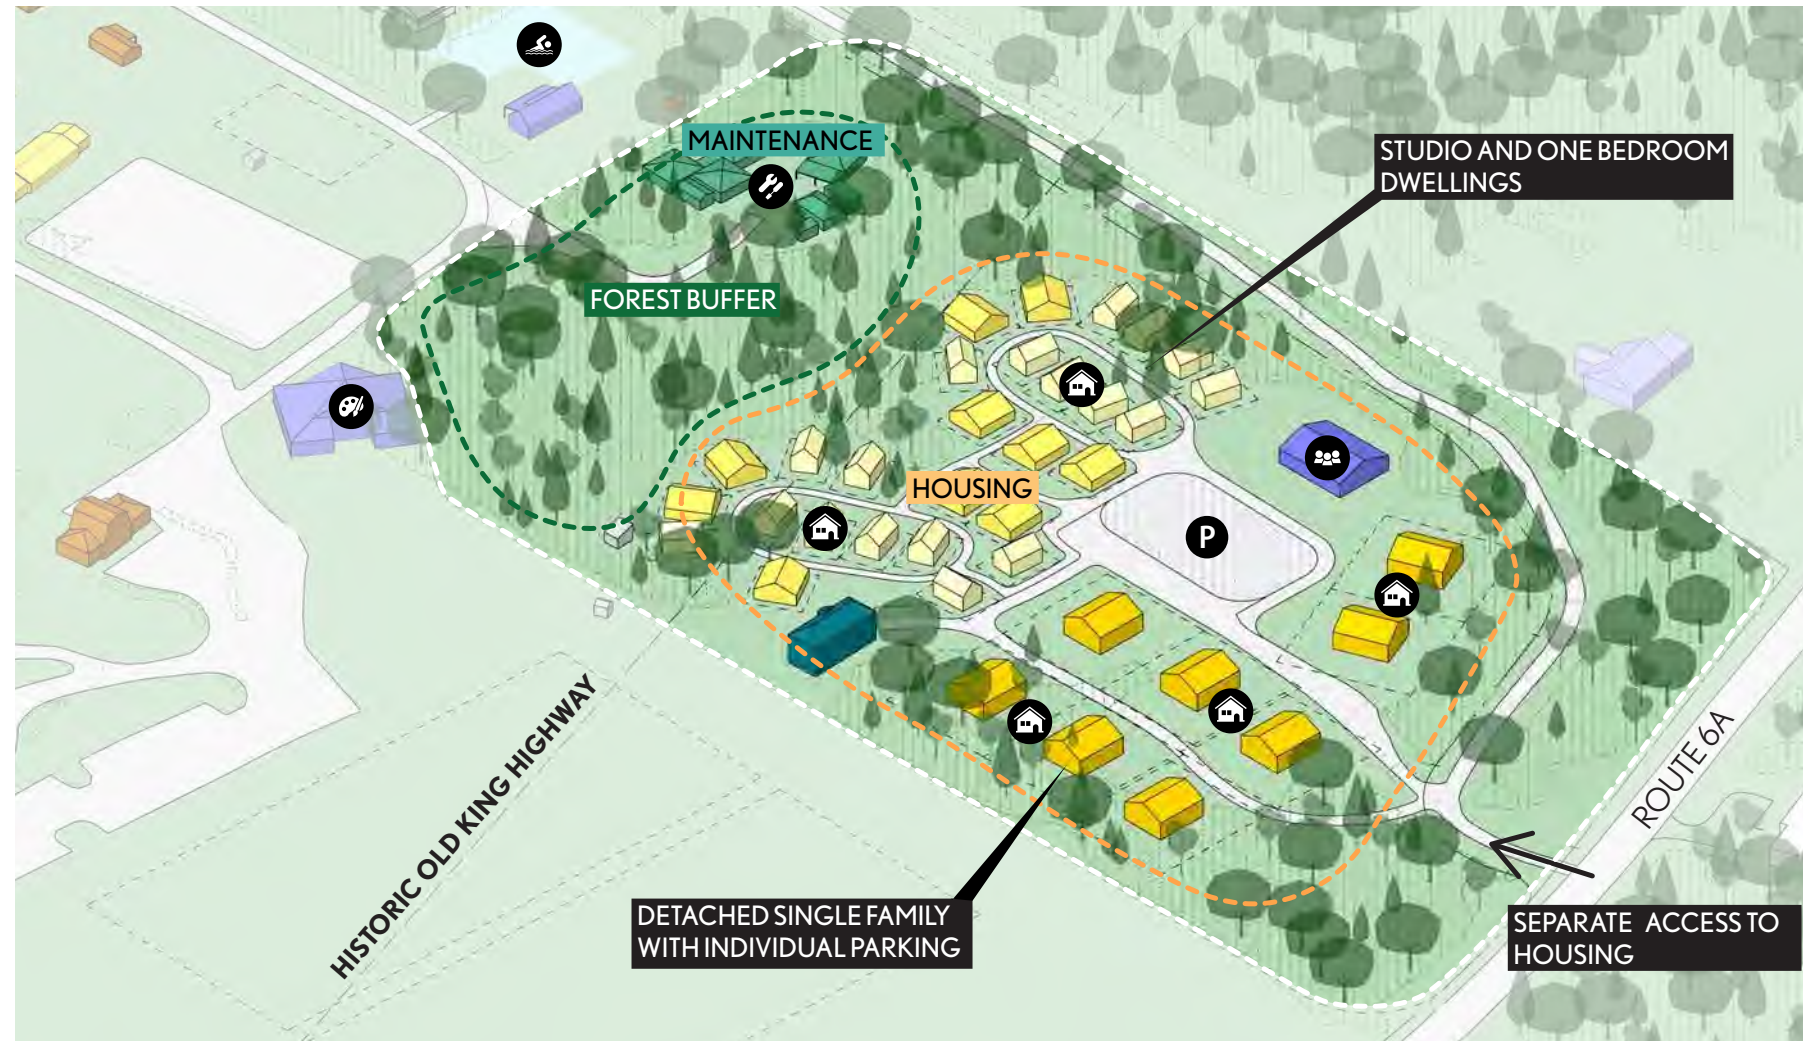 MAINTENANCE
STUDIO AND ONE BEDROOM
DWELLINGS
FOREST BUFFER
HOUSING
P
HISTORIC OLD KING HIGHWAY
ROUTE 6A
DETACHED SINGLE FAMILY
WITH INDIVIDUAL PARKING
SEPARATE ACCESS TO
HOUSING